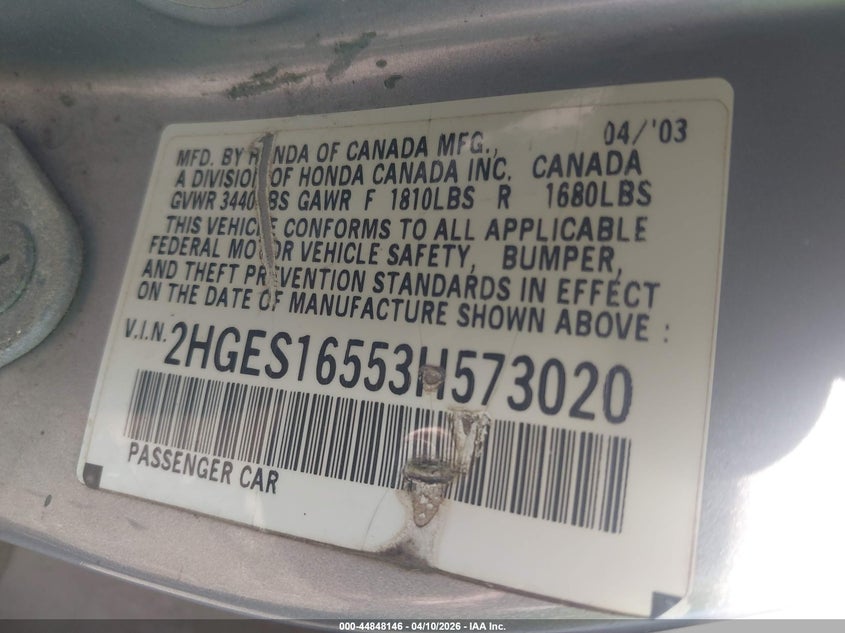 04/'03
MFD. BY HONDA OF CANADA MFG.,
A DIVISION OF HONDA CANADA INC. CANADA
GVWR 3440LBS GAWR F 1810LBS R 1680LBS
THIS VEHICLE CONFORMS TO ALL APPLICABLE
FEDERAL MOTOR VEHICLE SAFETY, BUMPER,
AND THEFT PREVENTION STANDARDS IN EFFECT
ON THE DATE OF MANUFACTURE SHOWN ABOVE :
V.I.N. 2HGES16553H573020
PASSENGER CAR
000-44848146 - 04/10/2026 - IAA Inc.